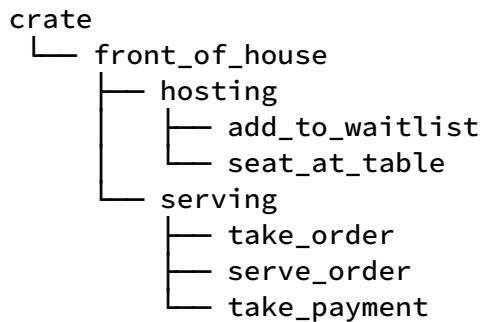 crate
└── front_of_house
├── hosting
│ ├── add_to_waitlist
│ └── seat_at_table
└── serving
├── take_order
├── serve_order
└── take_payment